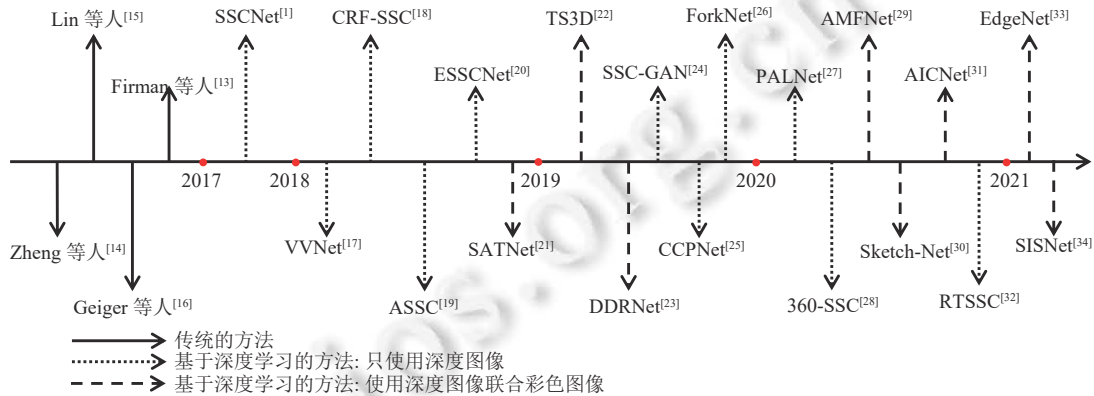 Lin 等人[15]
SSCNet[1]
CRF-SSC[18]
TS3D[22]
ForkNet[26]
AMFNet[29]
EdgeNet[33]
Firman 等人[13]
ESSCNet[20]
SSC-GAN[24]
PALNet[27]
AICNet[31]
2017
2018
2019
2020
2021
Zheng 等人[14]
VVNet[17]
SATNet[21]
CCPNet[25]
Sketch-Net[30]
SISNet[34]
Geiger 等人[16]
ASSC[19]
DDRNet[23]
360-SSC[28]
RTSSC[32]
传统的方法
基于深度学习的方法: 只使用深度图像
基于深度学习的方法: 使用深度图像联合彩色图像